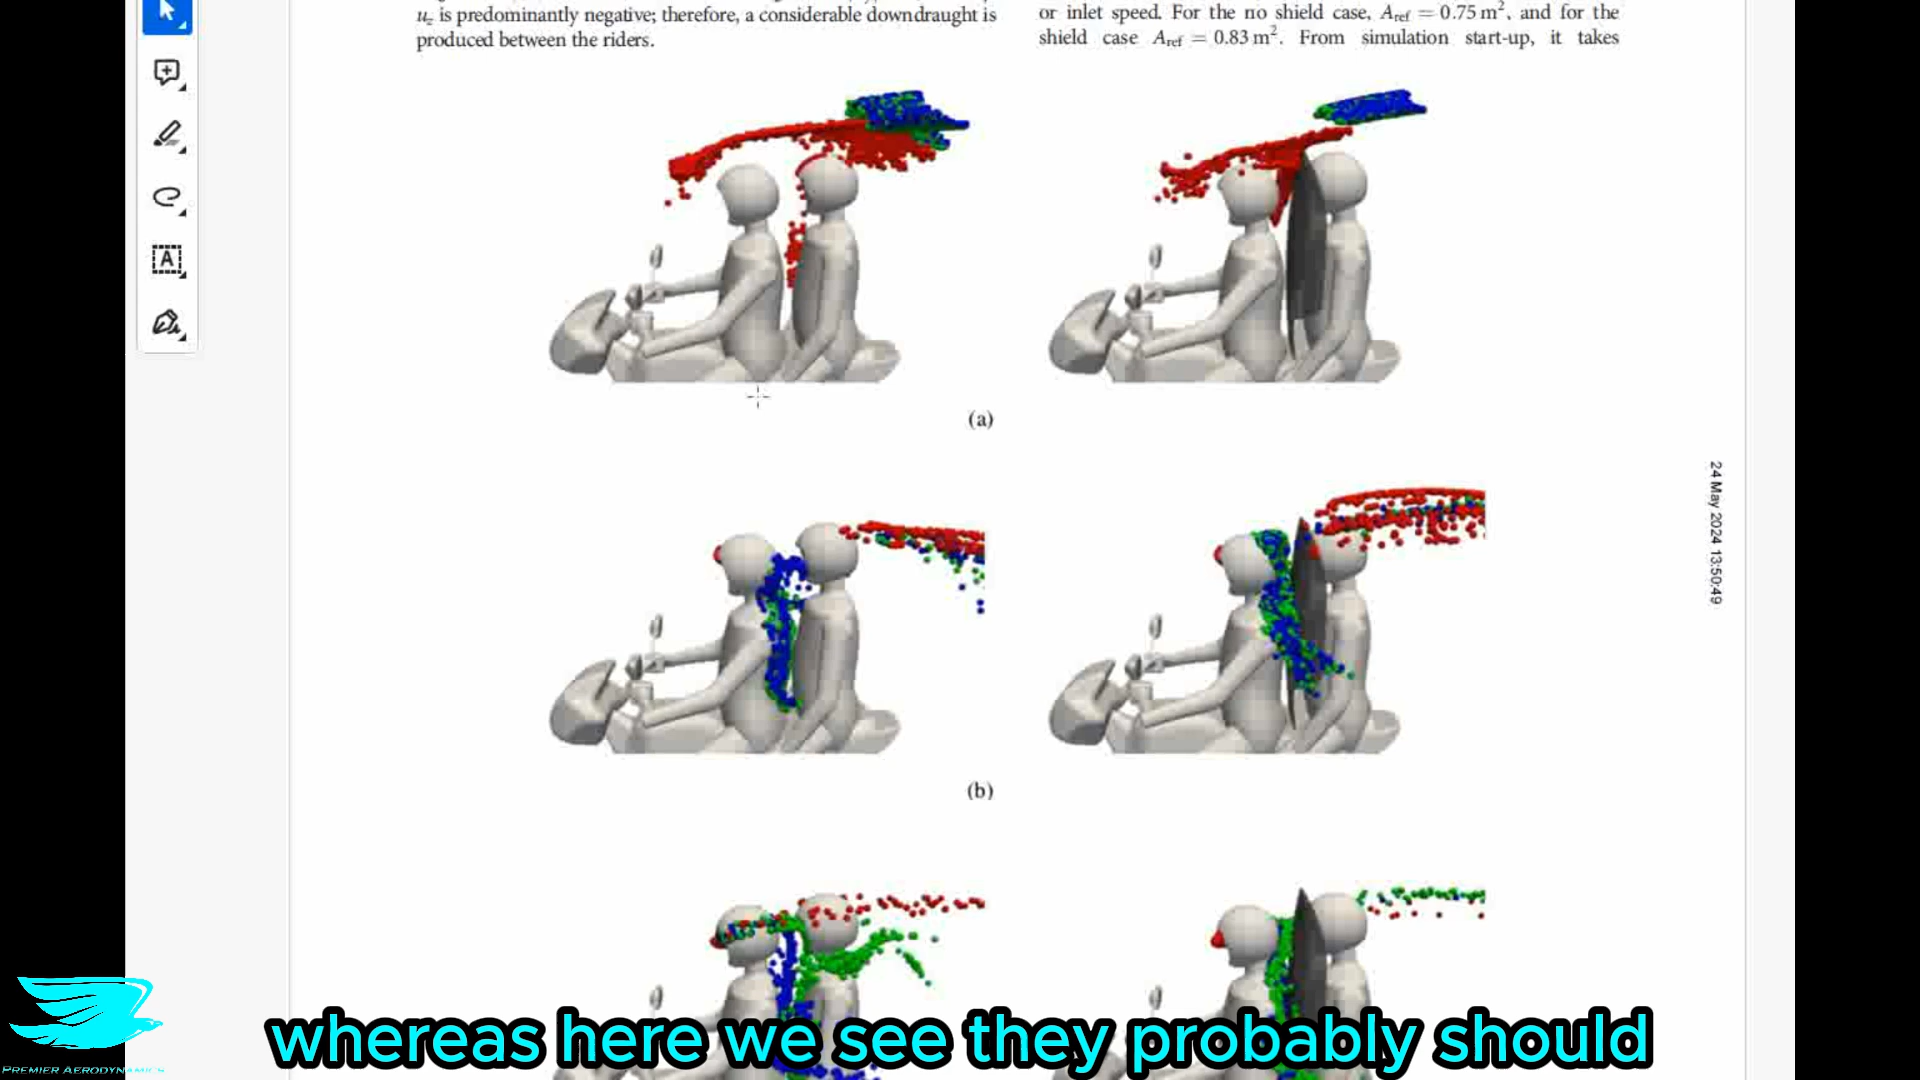 u_z is predominantly negative; therefore, a considerable downdraught is
produced between the riders.
or inlet speed. For the no shield case, A_ref = 0.75 m², and for the
shield case A_ref = 0.83 m². From simulation start-up, it takes
A
(a)
24 May 2024 13:50:49
(b)
whereas here we see they probably should
PREMIER AERODYNAMICS